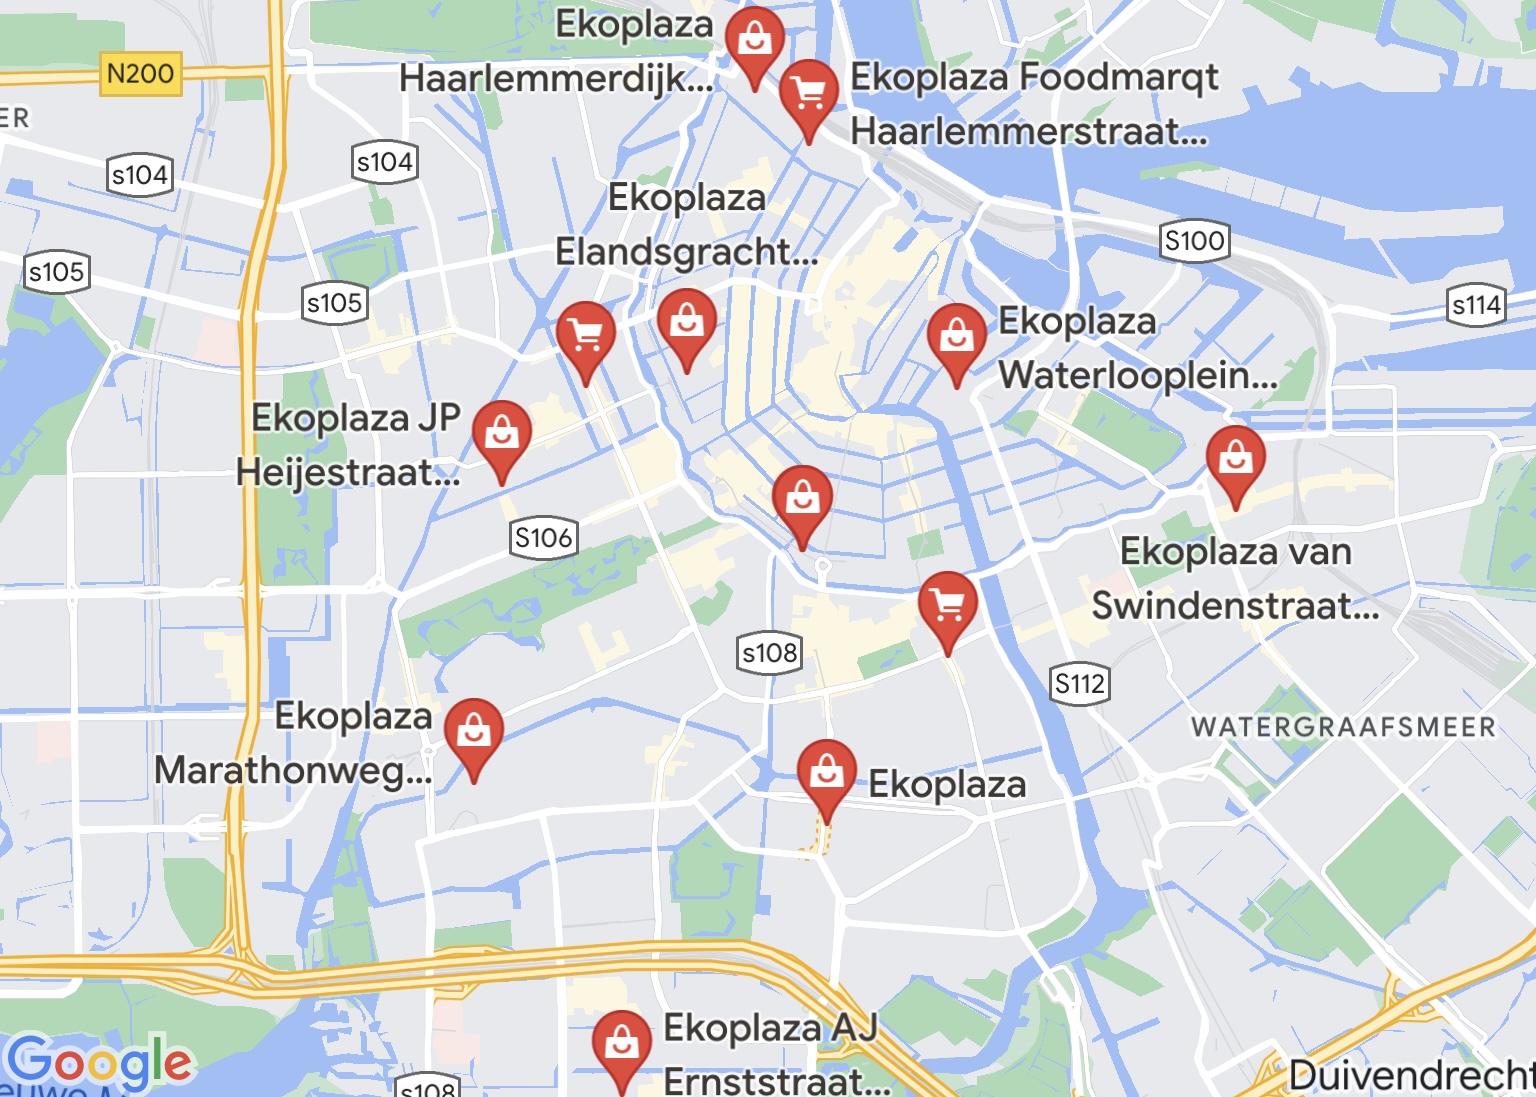 Ekoplaza
Haarlemmerdijk...
N200
Ekoplaza Foodmarqt
Haarlemmerstraat...
ER
s104
s104
Ekoplaza
Elandsgracht...
S100
s105
s105
s114
Ekoplaza
Waterlooplein...
Ekoplaza JP
Heijestraat...
S106
Ekoplaza van
Swindenstraat...
s108
S112
Ekoplaza
Marathonweg...
WATERGRAAFSMEER
Ekoplaza
Ekoplaza AJ
Ernststraat...
Google
s108
Duivendrecht